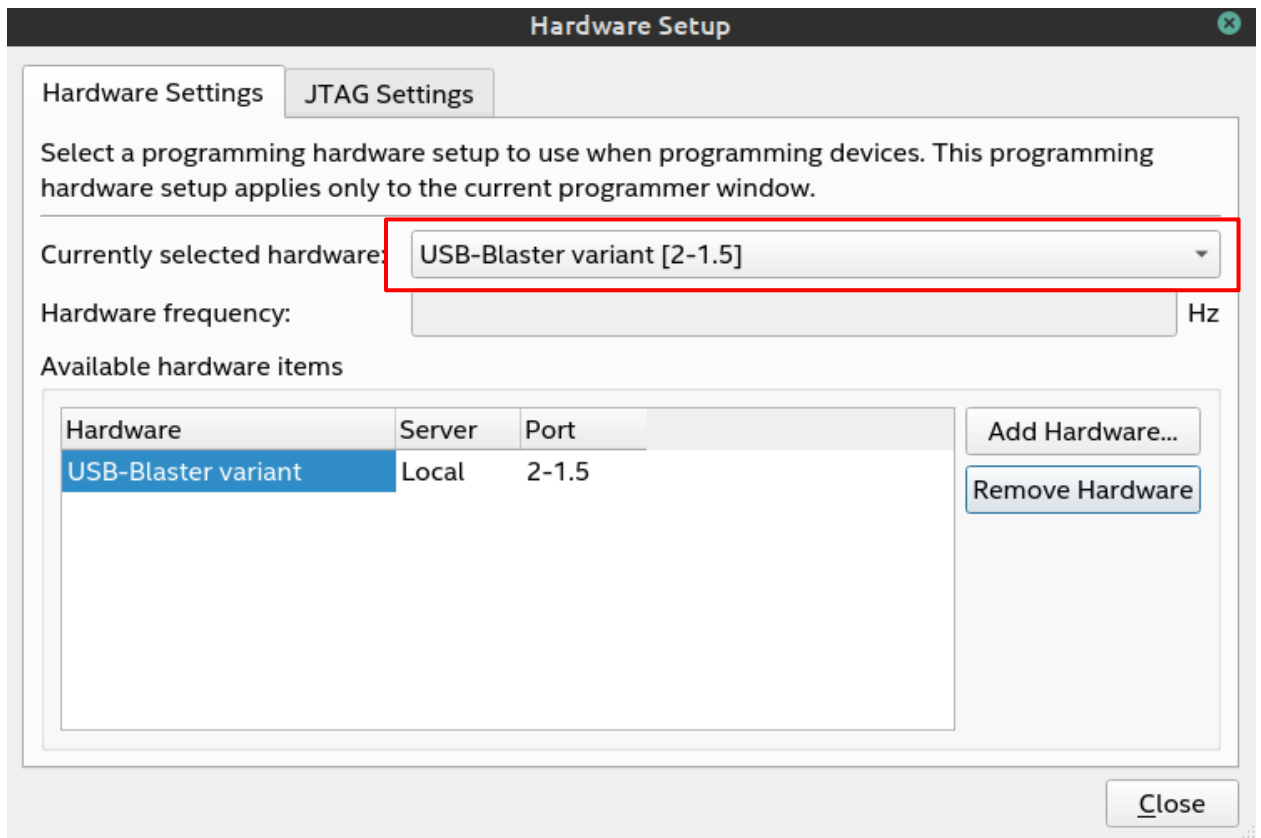 Hardware Setup
Hardware Settings JTAG Settings
Select a programming hardware setup to use when programming devices. This programming
hardware setup applies only to the current programmer window.
Currently selected hardware: USB-Blaster variant [2-1.5]
Hardware frequency: Hz
Available hardware items
Hardware Server Port
Add Hardware...
USB-Blaster variant Local 2-1.5
Remove Hardware
Close